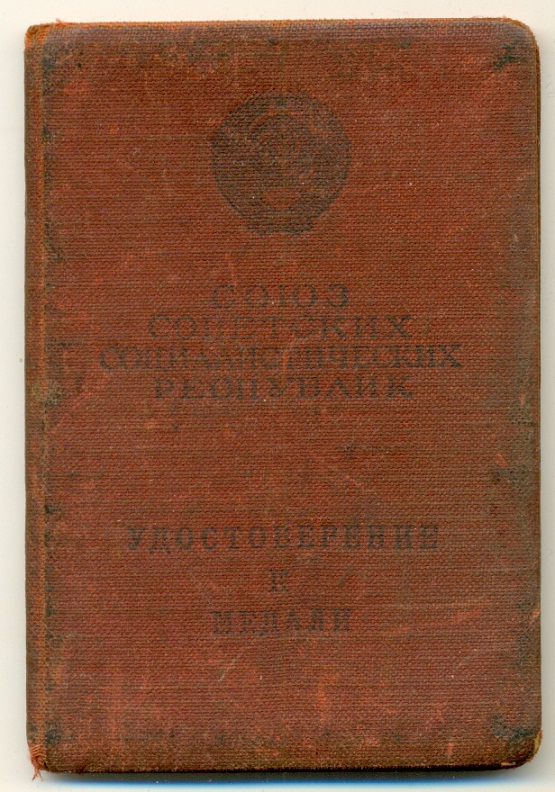 СОЮЗ
СОВЕТСКИХ
СОЦИАЛИСТИЧЕСКИХ
РЕСПУБЛИК
УДОСТОВЕРЕНИЕ
К
МЕДАЛИ